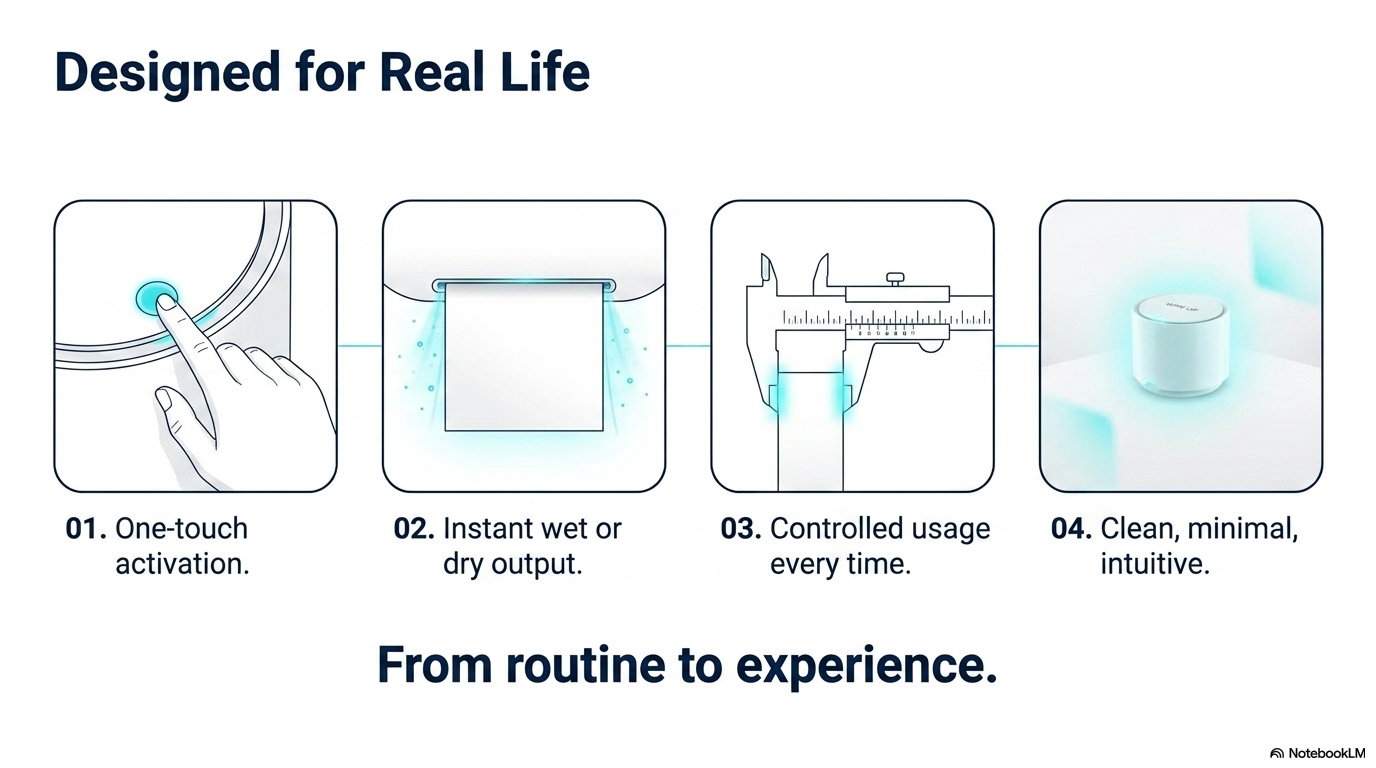 Designed for Real Life
01. One-touch
activation.
02. Instant wet or
dry output.
03. Controlled usage
every time.
04. Clean, minimal,
intuitive.
From routine to experience.
NotebookLM